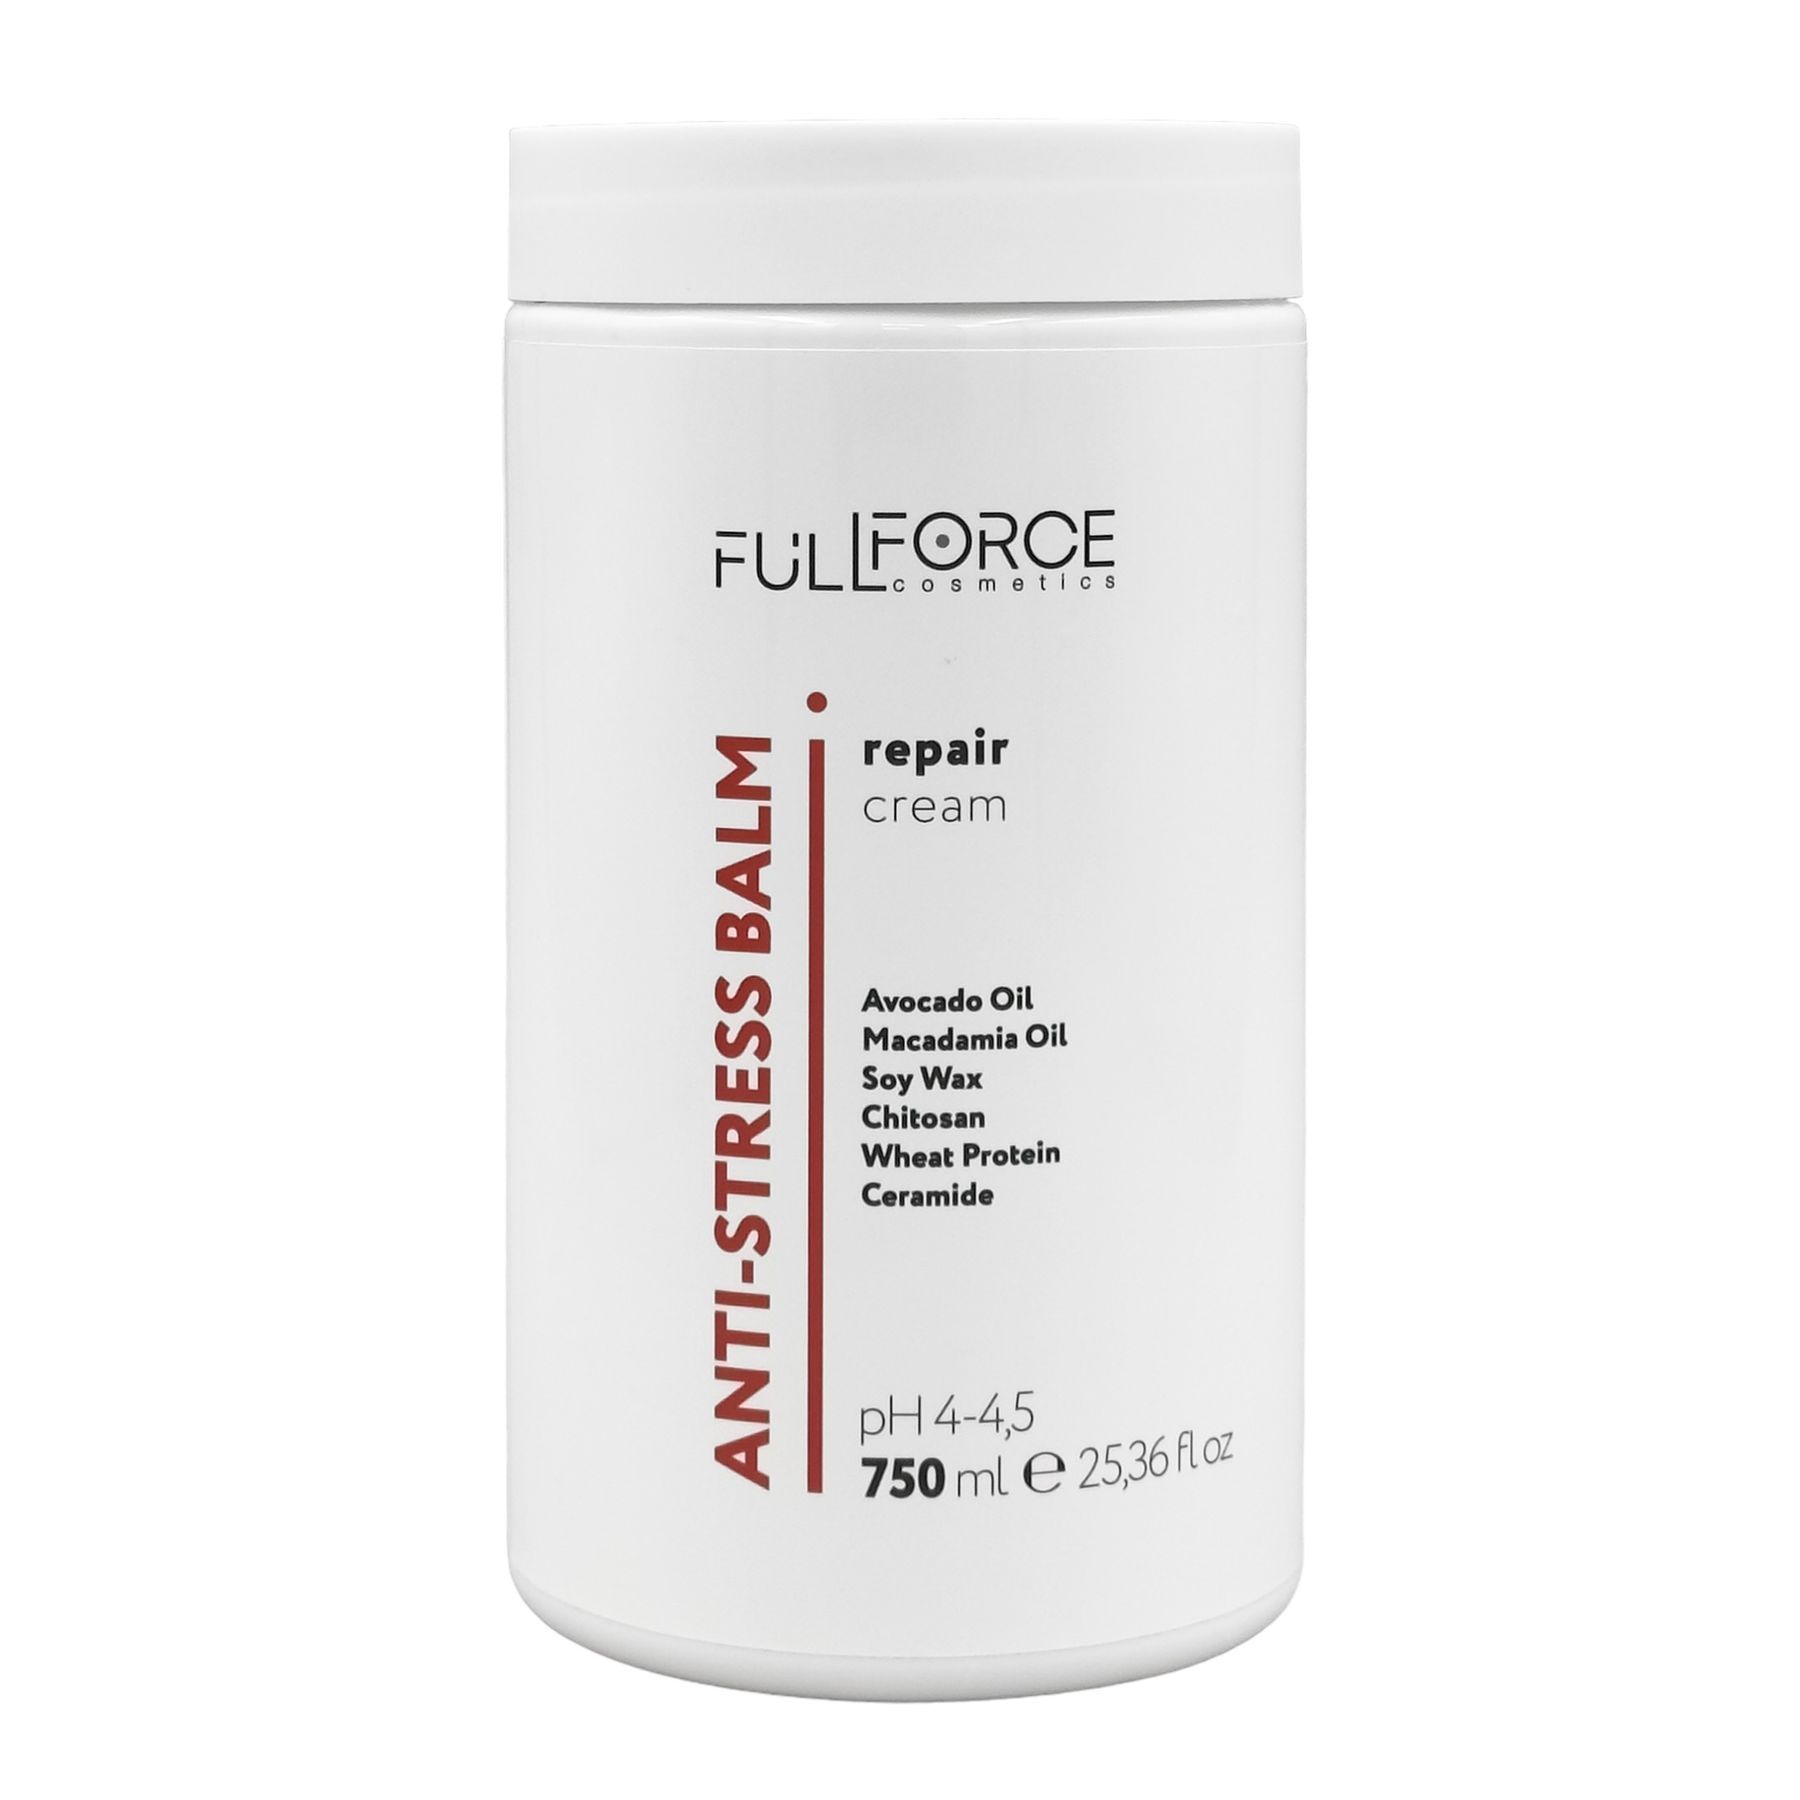 FULLFORCE
cosmetics
ANTI-STRESS BALM
repair
cream
Avocado Oil
Macadamia Oil
Soy Wax
Chitosan
Wheat Protein
Ceramide
pH 4-4,5
750 ml ℮ 25,36 fl oz